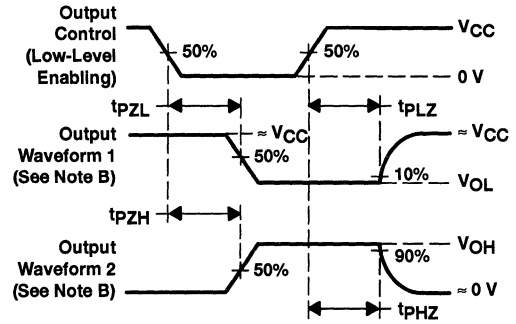 Output
Control
(Low-Level
Enabling)
50%
50%
VCC
0 V
tPZL
tPLZ
Output
Waveform 1
(See Note B)
≈ VCC
50%
≈ VCC
10%
VOL
tPZH
Output
Waveform 2
(See Note B)
50%
VOH
90%
≈ 0 V
tPHZ